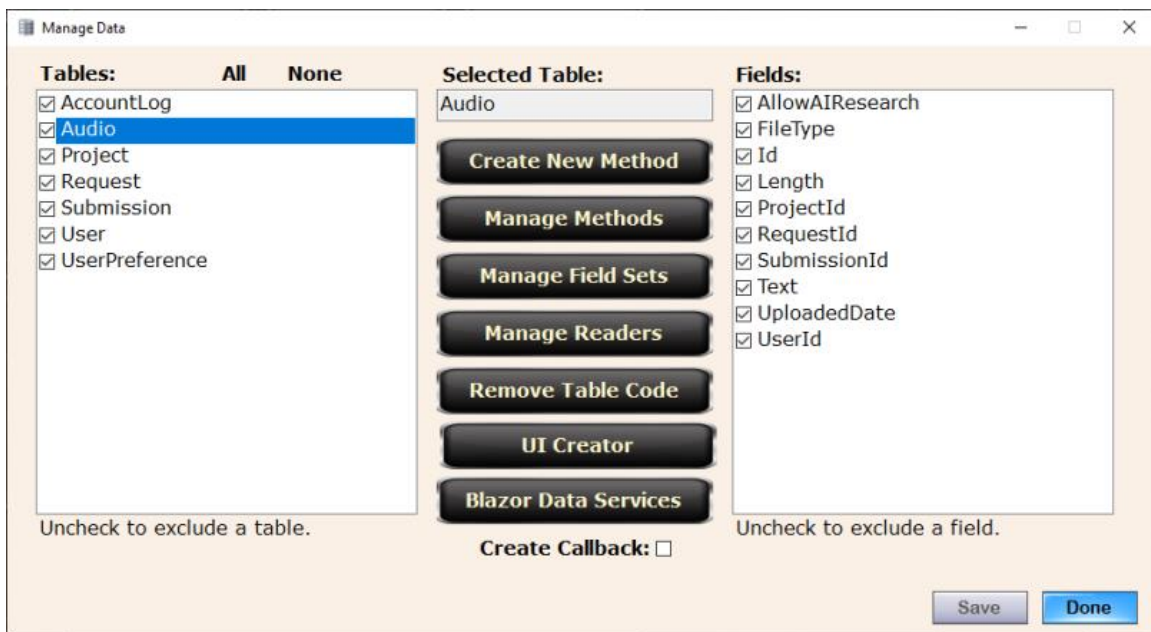 Manage Data
Tables: All None
AccountLog
Audio
Project
Request
Submission
User
UserPreference
Uncheck to exclude a table.
Selected Table:
Audio
Create New Method
Manage Methods
Manage Field Sets
Manage Readers
Remove Table Code
UI Creator
Blazor Data Services
Create Callback:
Fields:
AllowAIResearch
FileType
Id
Length
ProjectId
RequestId
SubmissionId
Text
UploadedDate
UserId
Uncheck to exclude a field.
Save Done